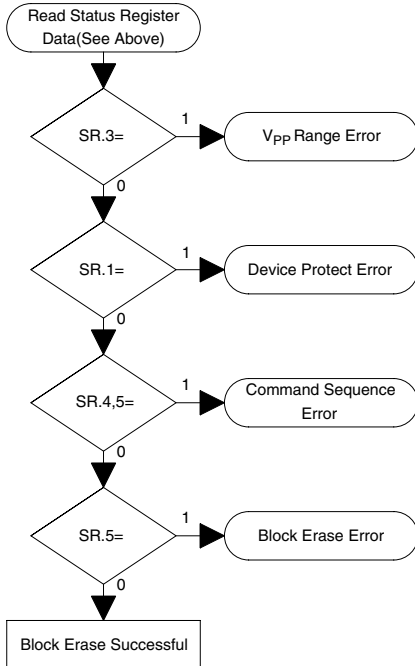 Read Status Register
Data(See Above)
SR.3=
1
VPP Range Error
0
SR.1=
1
Device Protect Error
0
SR.4,5=
1
Command Sequence
Error
0
SR.5=
1
Block Erase Error
0
Block Erase Successful